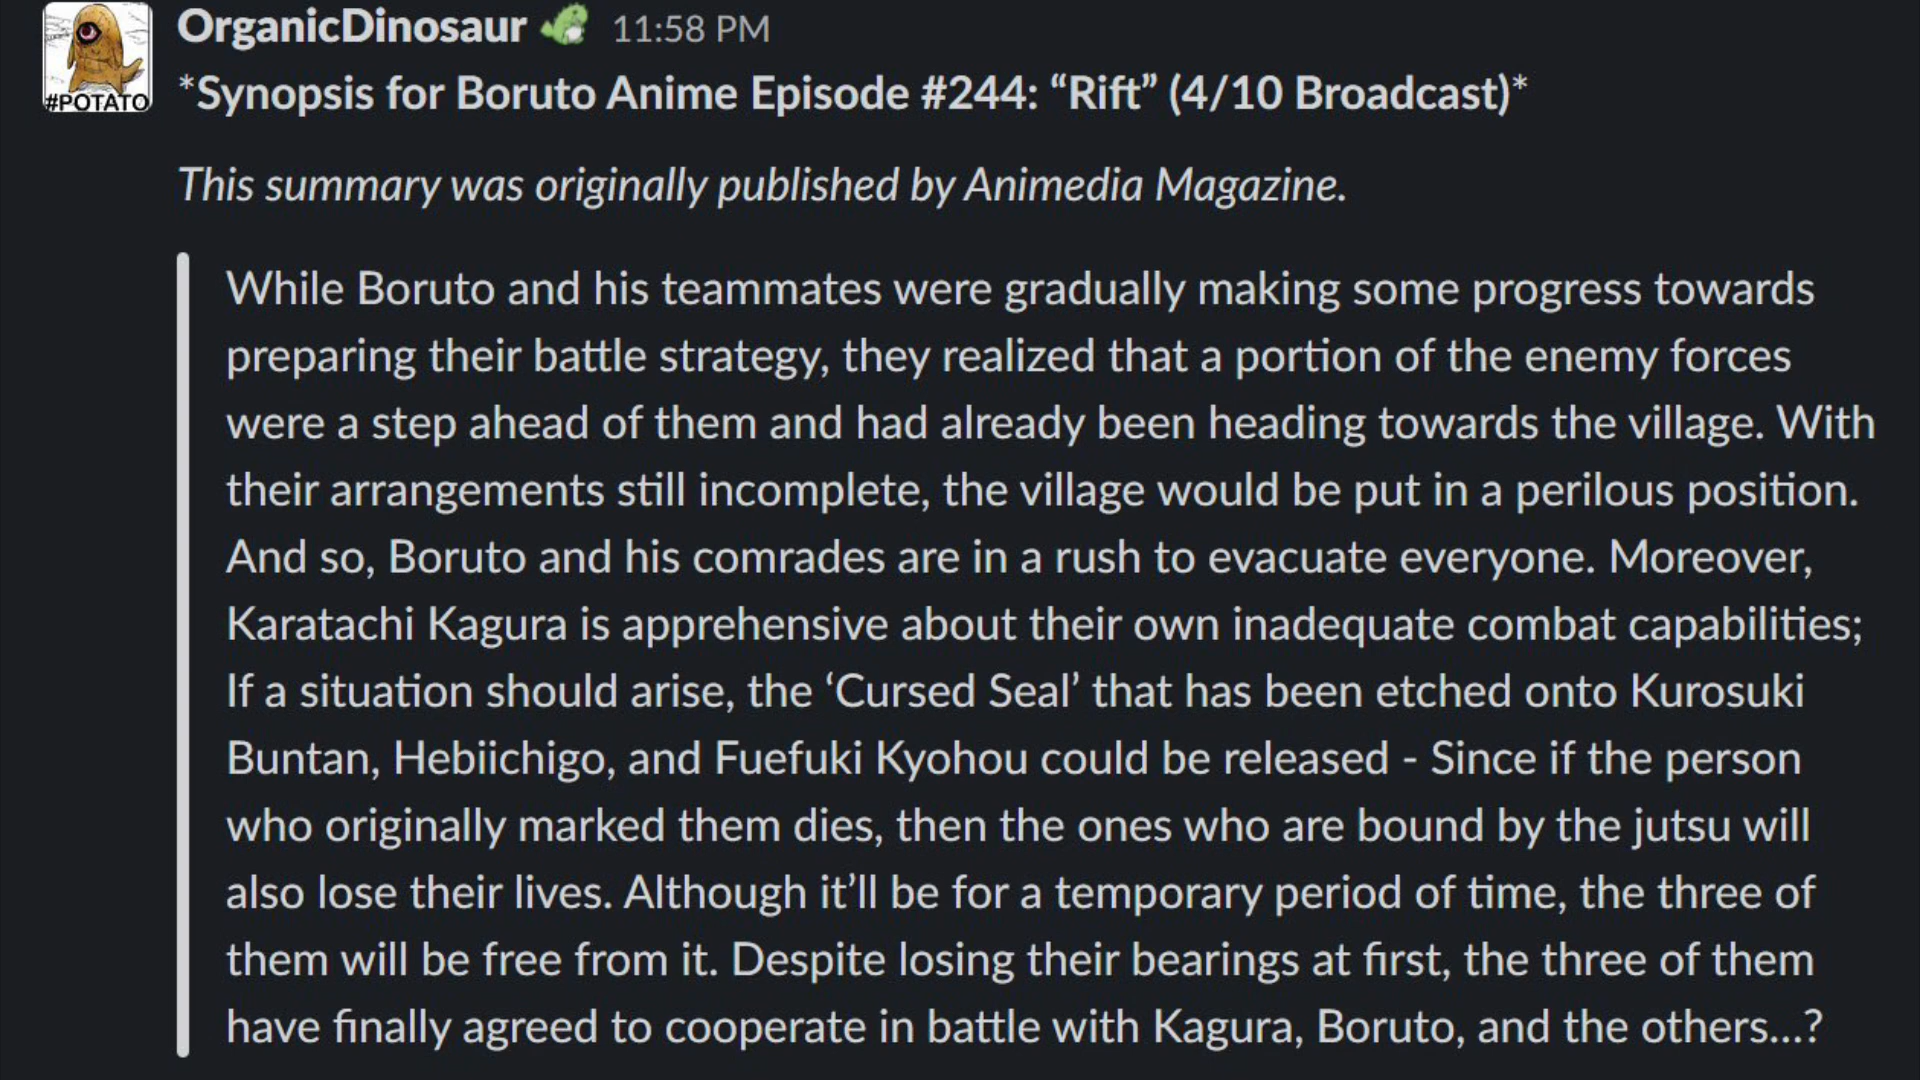 OrganicDinosaur 11:58 PM
#POTATO
*Synopsis for Boruto Anime Episode #244: “Rift” (4/10 Broadcast)*
This summary was originally published by Animedia Magazine.
While Boruto and his teammates were gradually making some progress towards
preparing their battle strategy, they realized that a portion of the enemy forces
were a step ahead of them and had already been heading towards the village. With
their arrangements still incomplete, the village would be put in a perilous position.
And so, Boruto and his comrades are in a rush to evacuate everyone. Moreover,
Karatachi Kagura is apprehensive about their own inadequate combat capabilities;
If a situation should arise, the ‘Cursed Seal’ that has been etched onto Kurosuki
Buntan, Hebiichigo, and Fuefuki Kyohou could be released - Since if the person
who originally marked them dies, then the ones who are bound by the jutsu will
also lose their lives. Although it’ll be for a temporary period of time, the three of
them will be free from it. Despite losing their bearings at first, the three of them
have finally agreed to cooperate in battle with Kagura, Boruto, and the others...?